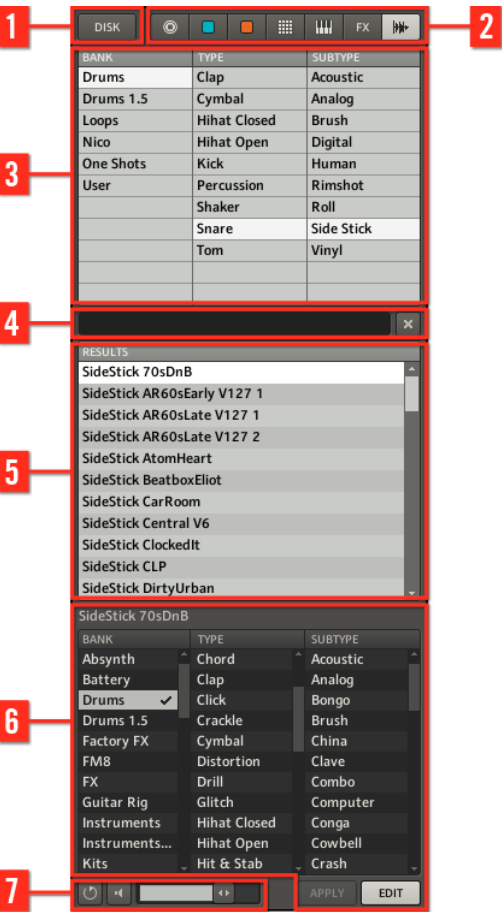 1 DISK FX 2
BANK TYPE SUBTYPE
Drums Clap Acoustic
Drums 1.5 Cymbal Analog
Loops Hihat Closed Brush
Nico Hihat Open Digital
One Shots Kick Human
User Percussion Rimshot
Shaker Roll
Snare Side Stick
Tom Vinyl
3
4
RESULTS
SideStick 70sDnB
SideStick AR60sEarly V127 1
SideStick AR60sLate V127 1
SideStick AR60sLate V127 2
SideStick AtomHeart
SideStick BeatboxEliot
SideStick CarRoom
SideStick Central V6
SideStick ClockedIt
SideStick CLP
SideStick DirtyUrban
5
SideStick 70sDnB
BANK TYPE SUBTYPE
Absynth Chord Acoustic
Battery Clap Analog
Drums Click Bongo
Drums 1.5 Crackle Brush
Factory FX Cymbal China
FM8 Distortion Clave
FX Drill Combo
Guitar Rig Glitch Computer
Instruments Hihat Closed Conga
Instruments... Hihat Open Cowbell
Kits Hit & Stab Crash
6
7 APPLY EDIT